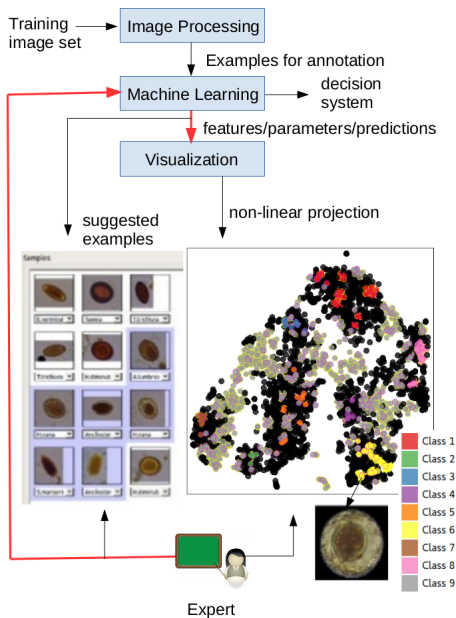 Training
image set
Image Processing
Examples for annotation
Machine Learning
decision
system
features/parameters/predictions
Visualization
suggested
examples
non-linear projection
Samples
Class 1
Class 2
Class 3
Class 4
Class 5
Class 6
Class 7
Class 8
Class 9
Expert